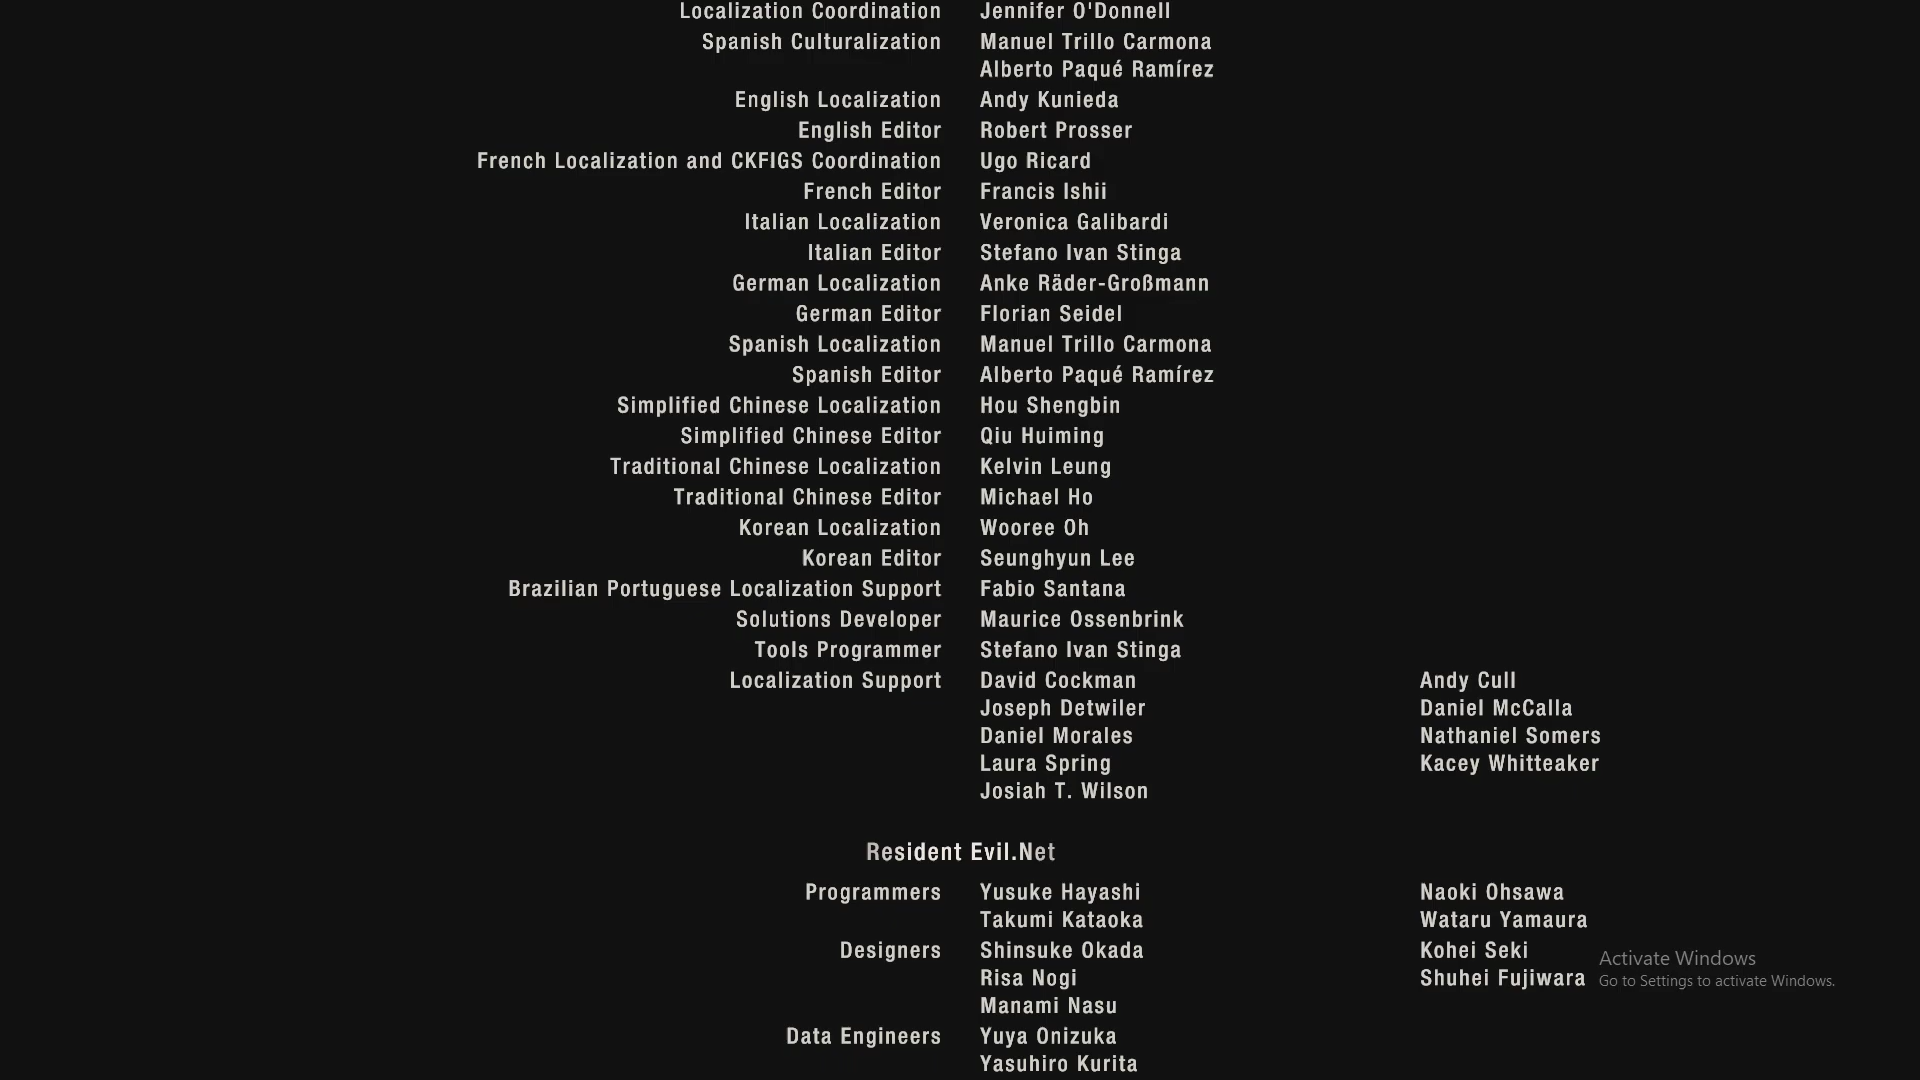 Localization Coordination Jennifer O'Donnell
Spanish Culturalization Manuel Trillo Carmona
Alberto Paqué Ramírez
English Localization Andy Kunieda
English Editor Robert Prosser
French Localization and CKFIGS Coordination Ugo Ricard
French Editor Francis Ishii
Italian Localization Veronica Galibardi
Italian Editor Stefano Ivan Stinga
German Localization Anke Räder-Großmann
German Editor Florian Seidel
Spanish Localization Manuel Trillo Carmona
Spanish Editor Alberto Paqué Ramírez
Simplified Chinese Localization Hou Shengbin
Simplified Chinese Editor Qiu Huiming
Traditional Chinese Localization Kelvin Leung
Traditional Chinese Editor Michael Ho
Korean Localization Wooree Oh
Korean Editor Seunghyun Lee
Brazilian Portuguese Localization Support Fabio Santana
Solutions Developer Maurice Ossenbrink
Tools Programmer Stefano Ivan Stinga
Localization Support David Cockman Andy Cull
Joseph Detwiler Daniel McCalla
Daniel Morales Nathaniel Somers
Laura Spring Kacey Whitteaker
Josiah T. Wilson
Resident Evil.Net
Programmers Yusuke Hayashi Naoki Ohsawa
Takumi Kataoka Wataru Yamaura
Designers Shinsuke Okada Kohei Seki
Risa Nogi Shuhei Fujiwara
Manami Nasu
Data Engineers Yuya Onizuka
Yasuhiro Kurita
Activate Windows
Go to Settings to activate Windows.